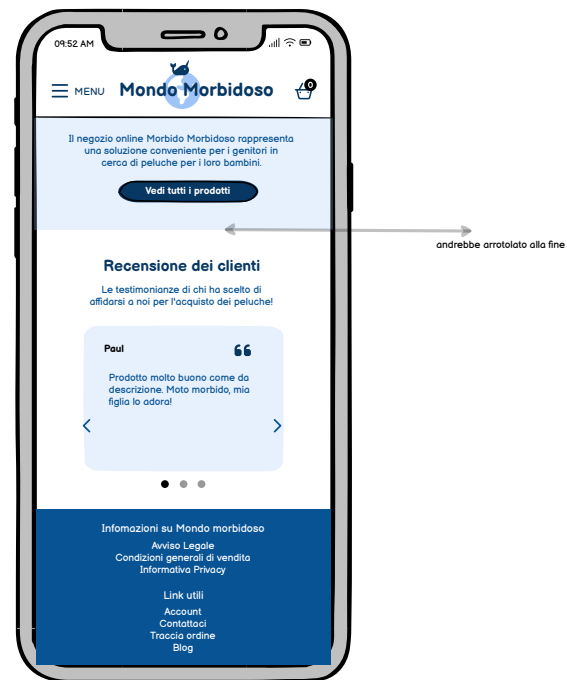 09:52 AM
MENU
Mondo Morbidoso
0
Il negozio online Morbido Morbidoso rappresenta
una soluzione conveniente per i genitori in
cerca di peluche per i loro bambini.
Vedi tutti i prodotti
andrebbe arrotolato alla fine
Recensione dei clienti
Le testimonianze di chi ha scelto di
affidarsi a noi per l'acquisto dei peluche!
Paul
Prodotto molto buono come da
descrizione. Moto morbido, mia
figlia lo adora!
Infomazioni su Mondo morbidoso
Avviso Legale
Condizioni generali di vendita
Informativa Privacy
Link utili
Account
Contattaci
Traccia ordine
Blog